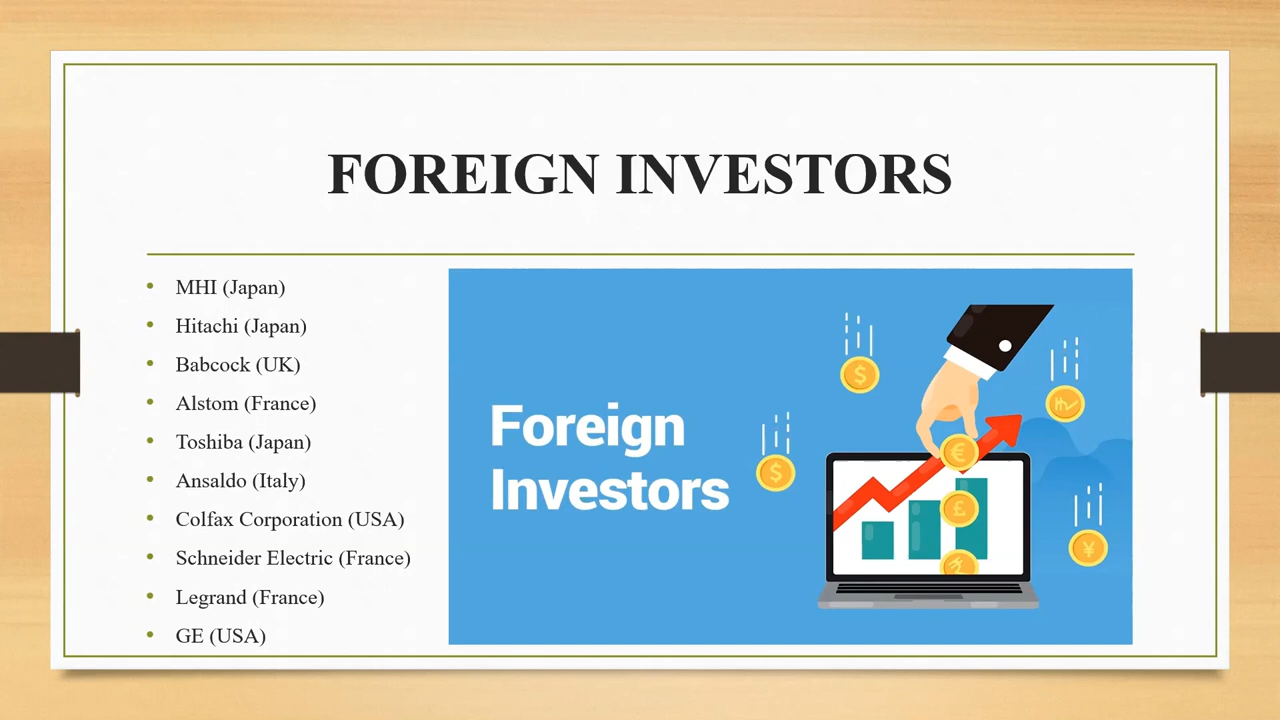 FOREIGN INVESTORS
• MHI (Japan)
• Hitachi (Japan)
• Babcock (UK)
• Alstom (France)
• Toshiba (Japan)
• Ansaldo (Italy)
• Colfax Corporation (USA)
• Schneider Electric (France)
• Legrand (France)
• GE (USA)
Foreign
Investors
$
$
€
£
¥
₹